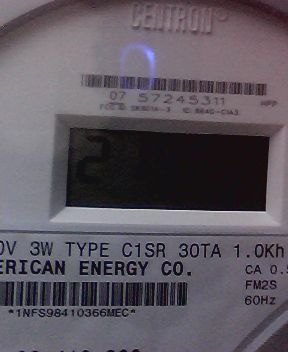 CENTRON
07 57245311 HPP
2
0V 3W TYPE C1SR 30TA 1.0Kh
ERICAN ENERGY CO.
CA 0.5
FM2S
60Hz
*1NFS98410366MEC*